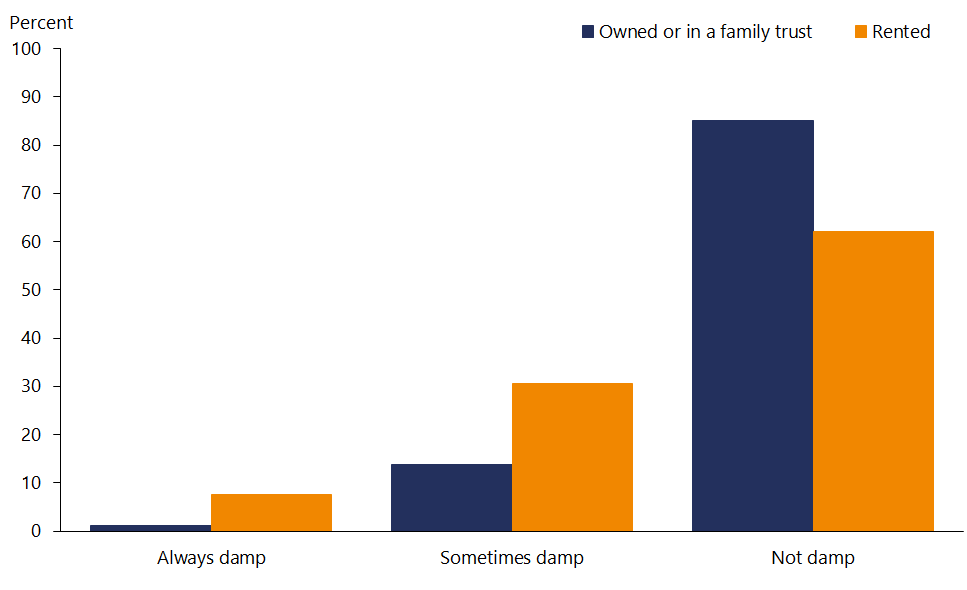 Percent
Owned or in a family trust
Rented
100
90
80
70
60
50
40
30
20
10
0
Always damp
Sometimes damp
Not damp